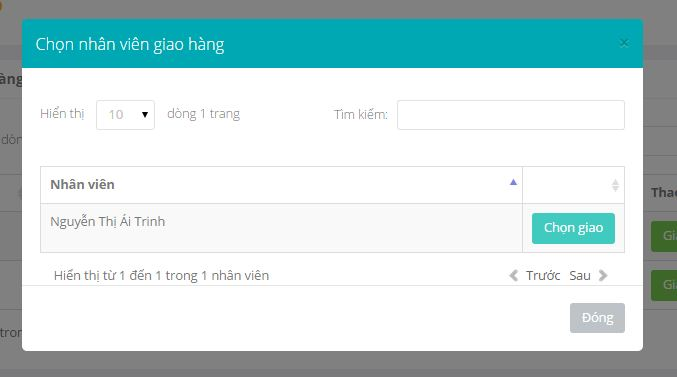 Chọn nhân viên giao hàng ×
Hiển thị 10 dòng 1 trang Tìm kiếm:
Nhân viên
Nguyễn Thị Ái Trinh Chọn giao
Hiển thị từ 1 đến 1 trong 1 nhân viên Trước Sau
Đóng